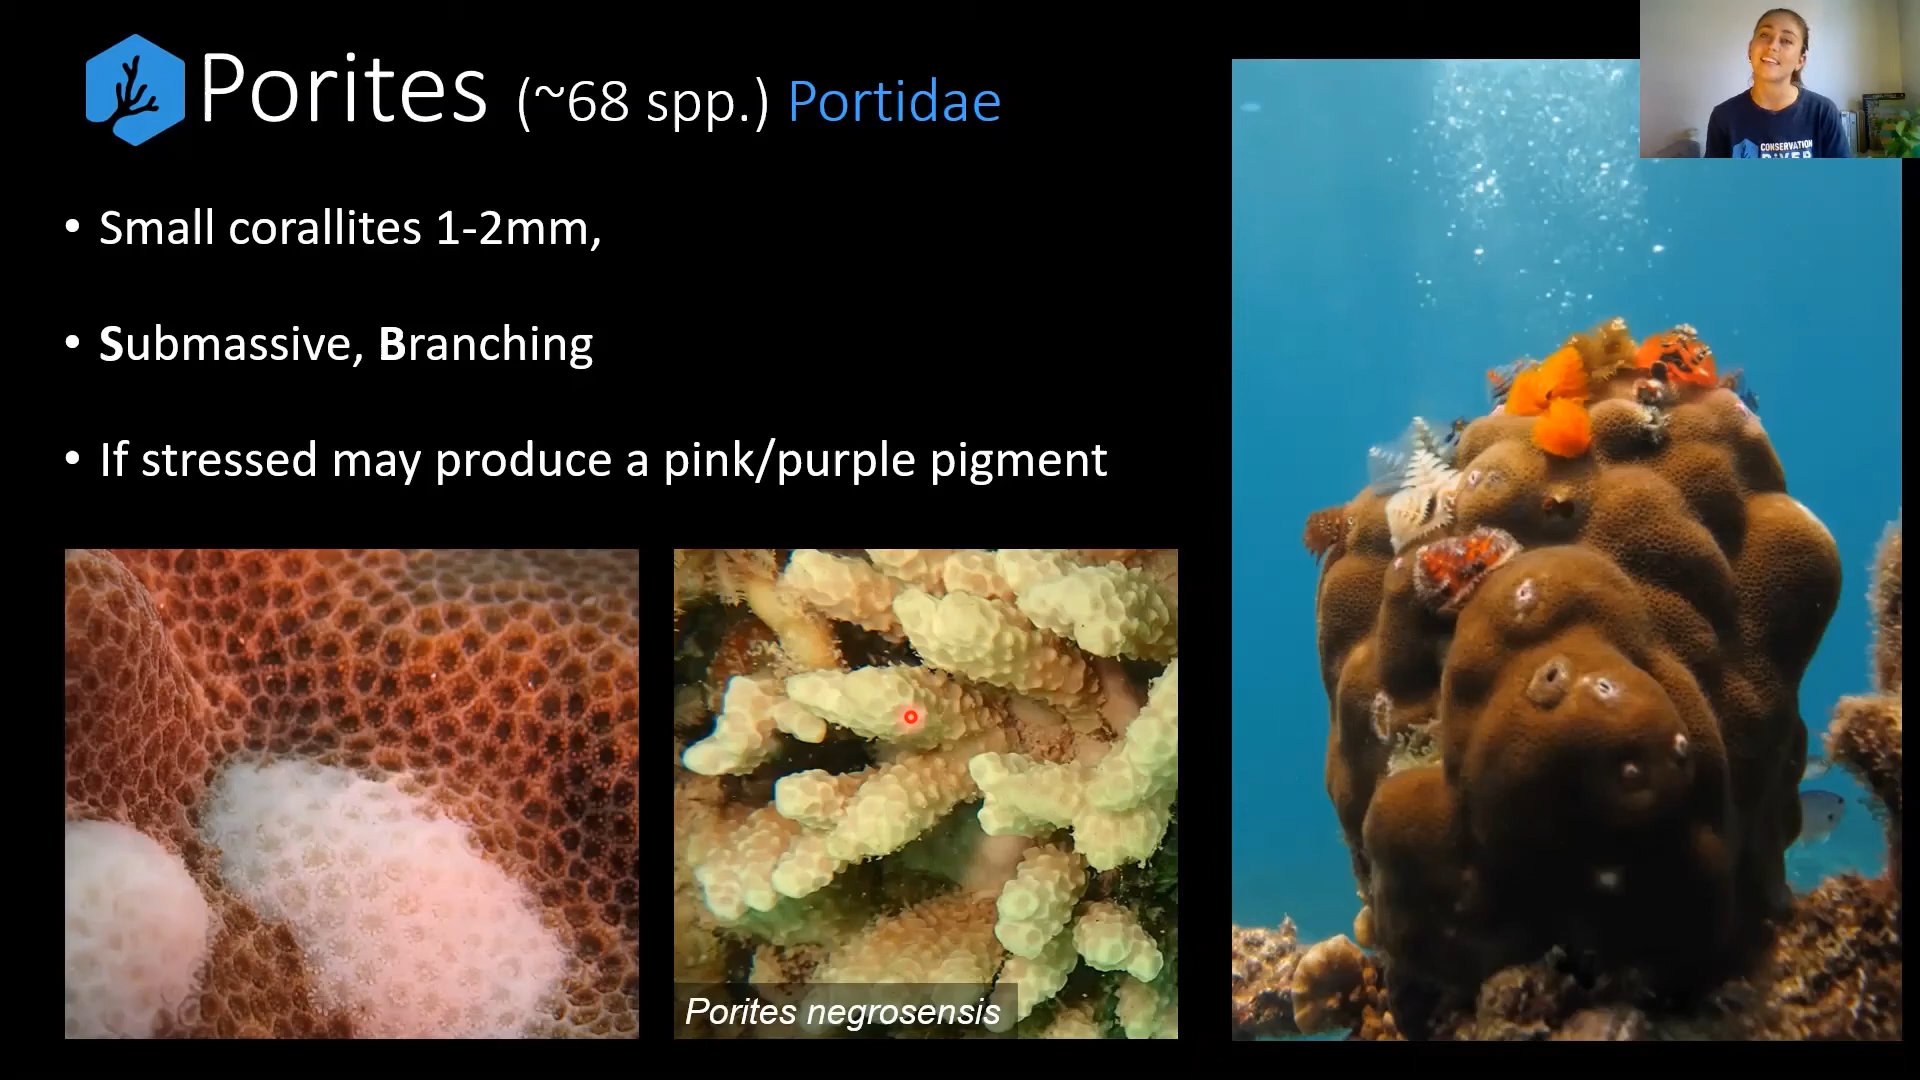 Porites (~68 spp.) Portidae
CONSERVATION
DIVER
• Small corallites 1-2mm,
• Submassive, Branching
• If stressed may produce a pink/purple pigment
Porites negrosensis